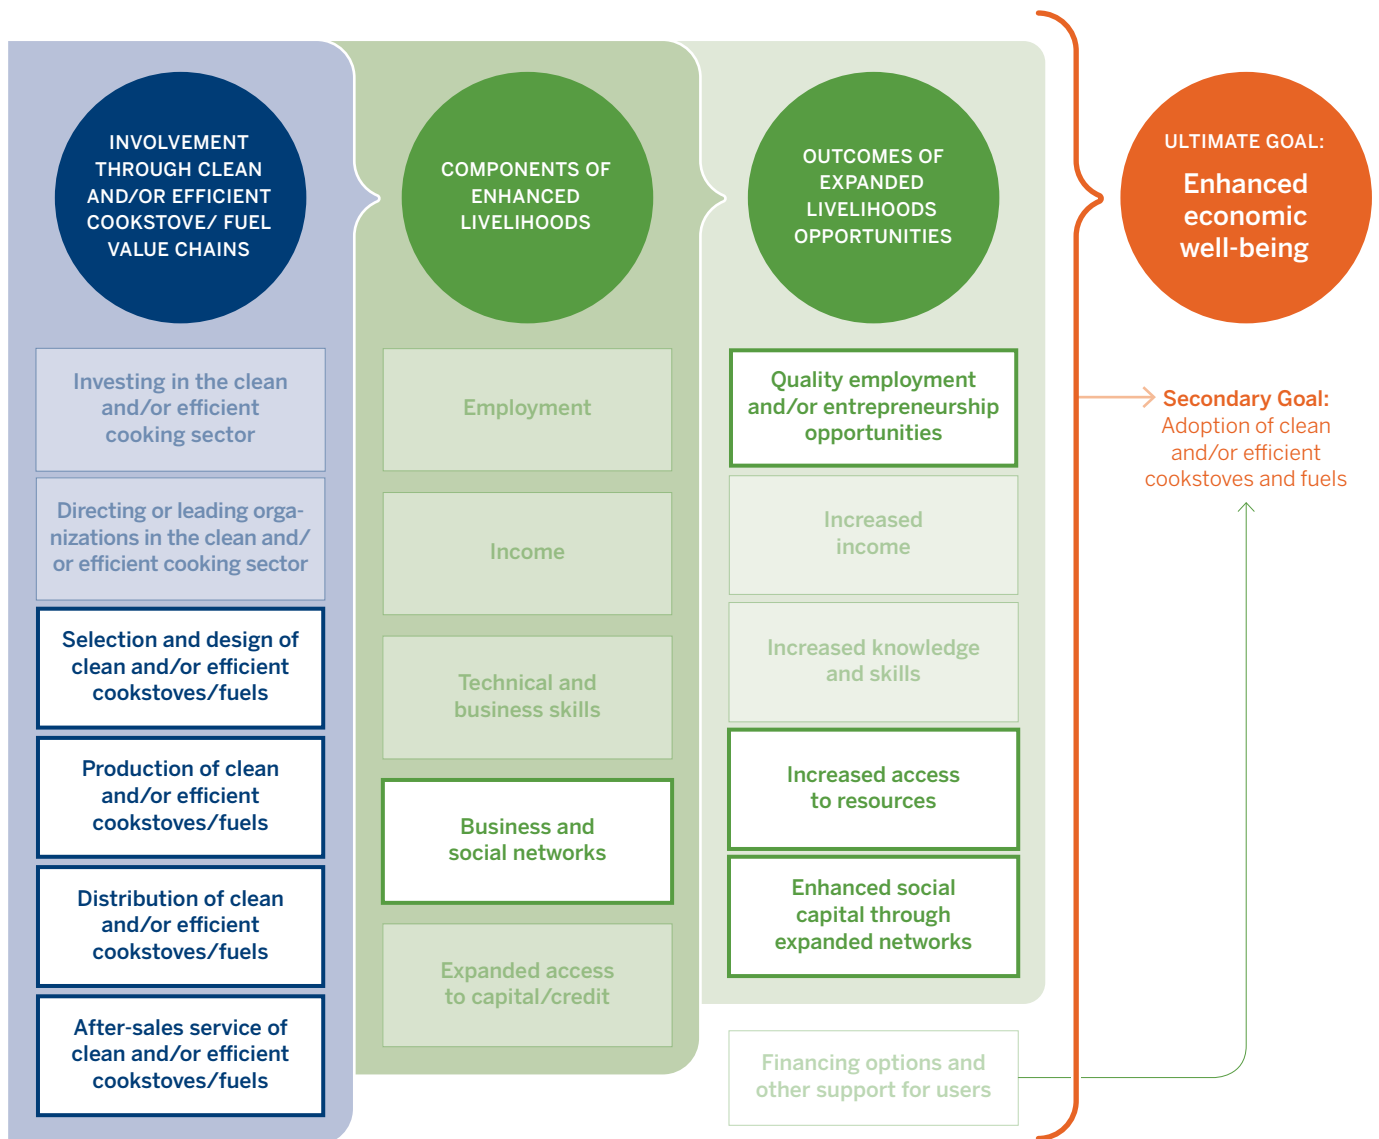 INVOLVEMENT
THROUGH CLEAN
AND/OR EFFICIENT
COOKSTOVE/ FUEL
VALUE CHAINS
Investing in the clean
and/or efficient
cooking sector
Directing or leading orga-
nizations in the clean and/
or efficient cooking sector
Selection and design of
clean and/or efficient
cookstoves/fuels
Production of clean
and/or efficient
cookstoves/fuels
Distribution of clean
and/or efficient
cookstoves/fuels
After-sales service of
clean and/or efficient
cookstoves/fuels
COMPONENTS OF
ENHANCED
LIVELIHOODS
Employment
Income
Technical and
business skills
Business and
social networks
Expanded access
to capital/credit
OUTCOMES OF
EXPANDED
LIVELIHOODS
OPPORTUNITIES
Quality employment
and/or entrepreneurship
opportunities
Increased
income
Increased knowledge
and skills
Increased access
to resources
Enhanced social
capital through
expanded networks
Financing options and
other support for users
ULTIMATE GOAL:
Enhanced
economic
well-being
Secondary Goal:
Adoption of clean
and/or efficient
cookstoves and fuels